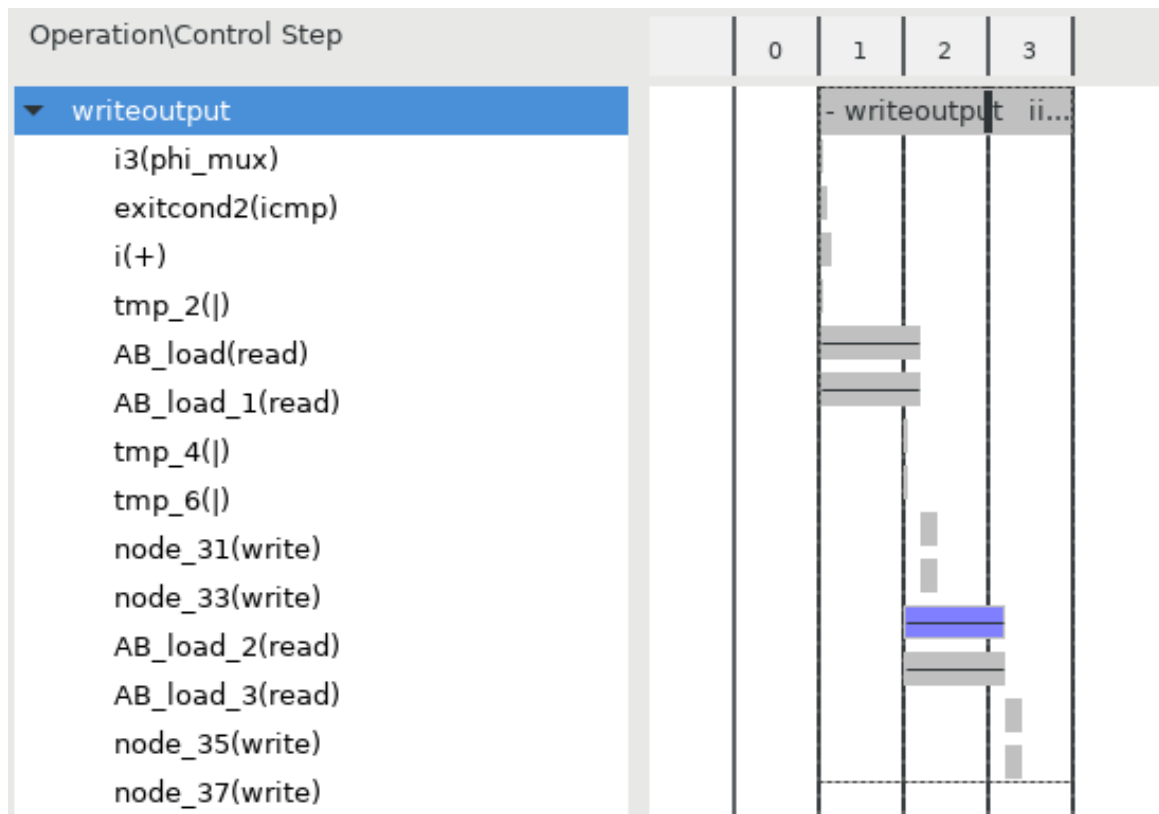 Operation\Control Step
0 1 2 3
writeoutput - writeoutput ii...
i3(phi_mux)
exitcond2(icmp)
i(+)
tmp_2(|)
AB_load(read)
AB_load_1(read)
tmp_4(|)
tmp_6(|)
node_31(write)
node_33(write)
AB_load_2(read)
AB_load_3(read)
node_35(write)
node_37(write)